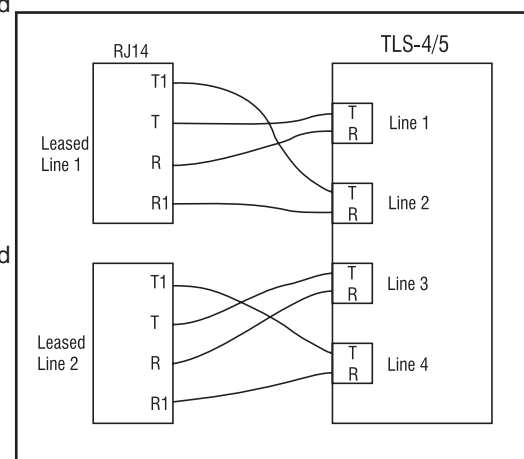 d
TLS-4/5
RJ14
T1
T
R
R1
Leased
Line 1
T
R
Line 1
T
R
Line 2
d
T1
T
R
R1
Leased
Line 2
T
R
Line 3
T
R
Line 4